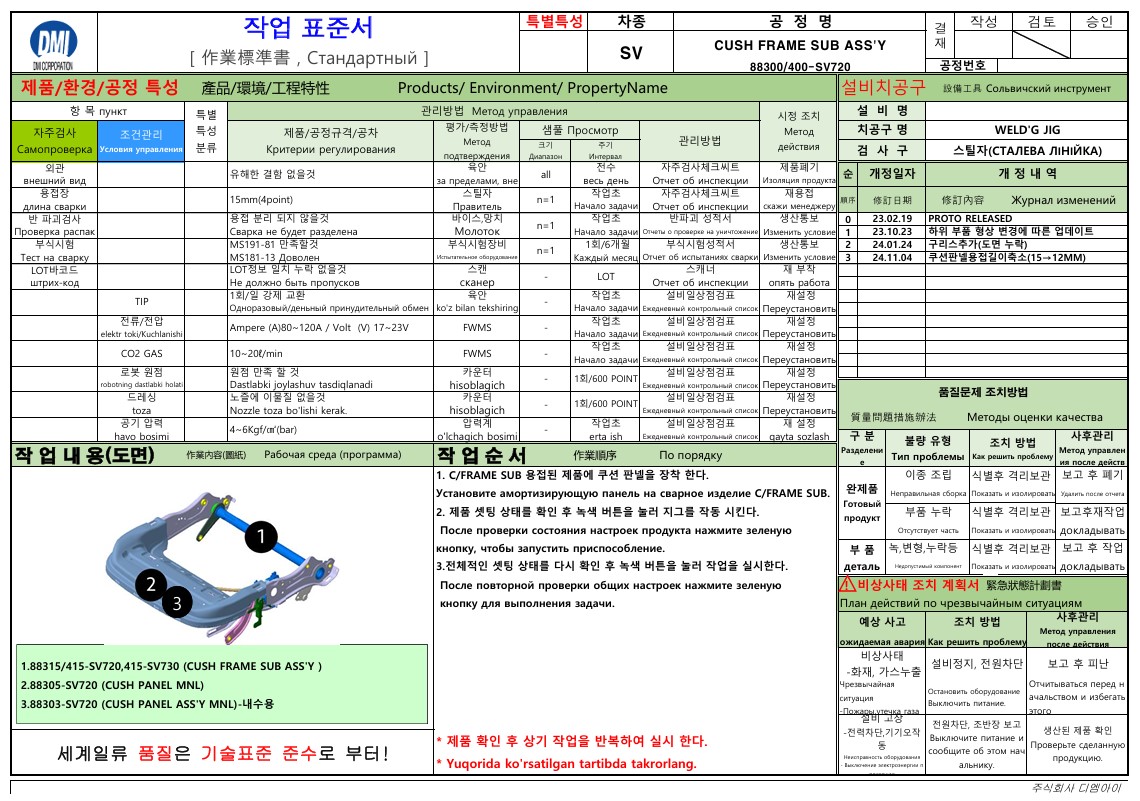 DMI
DMI CORPORATION
작업 표준서
[ 作業標準書 , Стандартный ]
특별특성
차종
공 정 명
결재
작성
검토
승인
SV
CUSH FRAME SUB ASS'Y
88300/400-SV720
공정번호
제품/환경/공정 특성 產品/環境/工程特性 Products/ Environment/ PropertyName
항 목 пункт
특별
특성
분류
관리방법 Метод управления
시정 조치
Метод
действия
자주검사
Самопроверка
조건관리
Условия управления
제품/공정규격/공차
Критерии регулирования
평가/측정방법
Метод
подтверждения
샘플 Просмотр
크기
Диапазон
주기
Интервал
관리방법
외관
внешний вид
유해한 결함 없을것
육안
за пределами, вне
all
전수
весь день
자주검사체크씨트
Отчет об инспекции
제품폐기
Изоляция продукта
용접장
длина сварки
15mm(4point)
스틸자
Правитель
n=1
작업초
Начало задачи
자주검사체크씨트
Отчет об инспекции
재용접
скажи менеджеру
반 파괴검사
Проверка распак
용접 분리 되지 않을것
Сварка не будет разделена
바이스,망치
Молоток
n=1
작업초
Начало задачи
반파괴 성적서
Отчеты о проверке на уничтожение
생산통보
Изменить условие
부식시험
Тест на сварку
MS191-81 만족할것
MS181-13 Доволен
부식시험장비
Испытательное оборудование
n=1
1회/6개월
Каждый месяц
부식시험성적서
Отчет об испытаниях сварки
생산통보
Изменить условие
LOT바코드
штрих-код
LOT정보 일치 누락 없을것
Не должно быть пропусков
스캔
сканер
-
LOT
스캐너
Отчет об инспекции
재 부착
опять работа
TIP
1회/일 강제 교환
Одноразовый/деньный принудительный обмен
육안
ko'z bilan tekshiring
-
작업초
Начало задачи
설비일상점검표
Ежедневный контрольный список
재설정
Переустановить
전류/전압
elektr toki/Kuchlanishi
Ampere (A)80~120A / Volt (V) 17~23V
FWMS
-
작업초
Начало задачи
설비일상점검표
Ежедневный контрольный список
재설정
Переустановить
CO2 GAS
10~20ℓ/min
FWMS
-
작업초
Начало задачи
설비일상점검표
Ежедневный контрольный список
재설정
Переустановить
로봇 원점
robotning dastlabki holati
원점 만족 할 것
Dastlabki joylashuv tasdiqlanadi
카운터
hisoblagich
-
1회/600 POINT
설비일상점검표
Ежедневный контрольный список
재설정
Переустановить
드레싱
toza
노즐에 이물질 없을것
Nozzle toza bo'lishi kerak.
카운터
hisoblagich
-
1회/600 POINT
설비일상점검표
Ежедневный контрольный список
재설정
Переустановить
공기 압력
havo bosimi
4~6Kgf/㎠(bar)
압력계
o'lchagich bosimi
-
작업초
erta ish
설비일상점검표
Ежедневный контрольный список
재 설정
qayta sozlash
설비치공구 設備工具 Сольвичский инструмент
설 비 명
치공구 명
WELD'G JIG
검 사 구
스틸자(СТАЛЕВА ЛІНІЙКА)
순
개정일자
개 정 내 역
順序
修訂日期
修訂內容 Журнал изменений
0 23.02.19 PROTO RELEASED
1 23.10.23 하위 부품 형상 변경에 따른 업데이트
2 24.01.24 구리스추가(도면 누락)
3 24.11.04 쿠션판넬용접길이축소(15→12MM)
품질문제 조치방법
質量問題措施辦法 Методы оценки качества
구 분
Разделени
е
불량 유형
Тип проблемы
조치 방법
Как решить проблему
사후관리
Метод управлен
ия после действ
완제품
Готовый
продукт
이종 조립
Неправильная сборка
식별후 격리보관
Показать и изолировать
보고 후 폐기
Удалить после отчета
부품 누락
Отсутствует часть
식별후 격리보관
Показать и изолировать
보고후재작업
докладывать
부 품
деталь
녹,변형,누락등
Недопустимый компонент
식별후 격리보관
Показать и изолировать
보고 후 작업
докладывать
비상사태 조치 계획서 緊急狀態計劃書
План действий по чрезвычайным ситуациям
예상 사고
ожидаемая авария
조치 방법
Как решить проблему
사후관리
Метод управления
после действия
비상사태
-화재, 가스누출
Чрезвычайная
ситуация
-Пожары,утечка газа
설비정지, 전원차단
Остановить оборудование
Выключить питание.
보고 후 피난
Отчитываться перед н
ачальством и избегать
этого
설비 고장
-전력차단,기기오작
동
Неисправность оборудования
- Выключение электроэнергии п
전원차단, 조반장 보고
Выключите питание и
сообщите об этом нач
альнику.
생산된 제품 확인
Проверьте сделанную
продукцию.
작 업 내 용(도면) 作業內容(圖紙) Рабочая среда (программа)
1
2
3
1.88315/415-SV720,415-SV730 (CUSH FRAME SUB ASS'Y )
2.88305-SV720 (CUSH PANEL MNL)
3.88303-SV720 (CUSH PANEL ASS'Y MNL)-내수용
세계일류 품질은 기술표준 준수로 부터!
작 업 순 서 作業順序 По порядку
1. C/FRAME SUB 용접된 제품에 쿠션 판넬을 장착 한다.
Установите амортизирующую панель на сварное изделие C/FRAME SUB.
2. 제품 셋팅 상태를 확인 후 녹색 버튼을 눌러 지그를 작동 시킨다.
После проверки состояния настроек продукта нажмите зеленую
кнопку, чтобы запустить приспособление.
3.전체적인 셋팅 상태를 다시 확인 후 녹색 버튼을 눌러 작업을 실시한다.
После повторной проверки общих настроек нажмите зеленую
кнопку для выполнения задачи.
* 제품 확인 후 상기 작업을 반복하여 실시 한다.
* Yuqorida ko'rsatilgan tartibda takrorlang.
주식회사 디엠아이